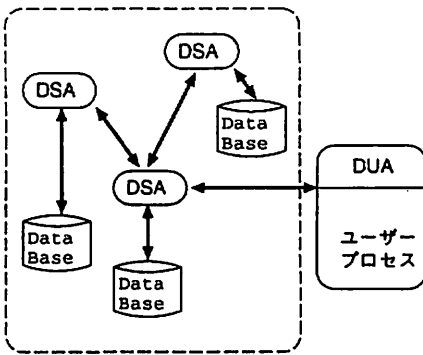 DSA
DSA
Data
Base
DUA
DSA
ユーザー
プロセス
Data
Base
Data
Base